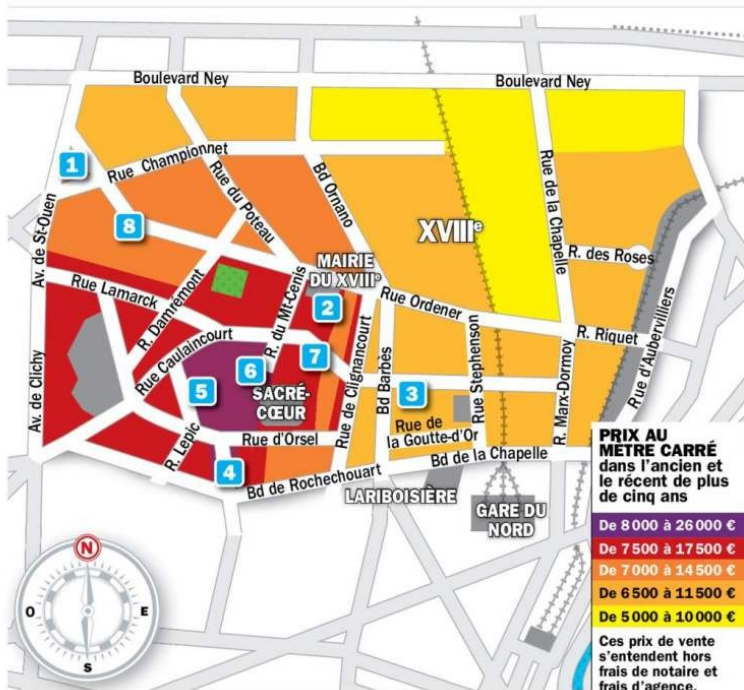 Boulevard Ney
Boulevard Ney
1
Rue Championnet
Rue du Poteau
Bd Ornano
Rue de la Chapelle
Av. de St-Ouen
8
XVIIIe
R. des Roses
MAIRIE
DU XVIIIe
Rue Lamarck
R. Damrémont
R. du Mt-Cenis
2
Rue Ordener
R. Riquet
Rue d'Aubervilliers
Rue Caulaincourt
7
6
5
SACRÉ-
CŒUR
R. de Clignancourt
Bd Barbès
3
Rue Stephenson
R. Marx-Dormoy
Av. de Clichy
R. Lepic
Rue d'Orsel
Rue de
la Goutte-d'Or
Bd de la Chapelle
4
Bd de Rochechouart
LARIBOISIÈRE
GARE DU
NORD
N
O
E
S
PRIX AU
MÈTRE CARRÉ
dans l'ancien et
le récent de plus
de cinq ans
De 8 000 à 26 000 €
De 7 500 à 17 500 €
De 7 000 à 14 500 €
De 6 500 à 11 500 €
De 5 000 à 10 000 €
Ces prix de vente
s'entendent hors
frais de notaire et
frais d'agence.